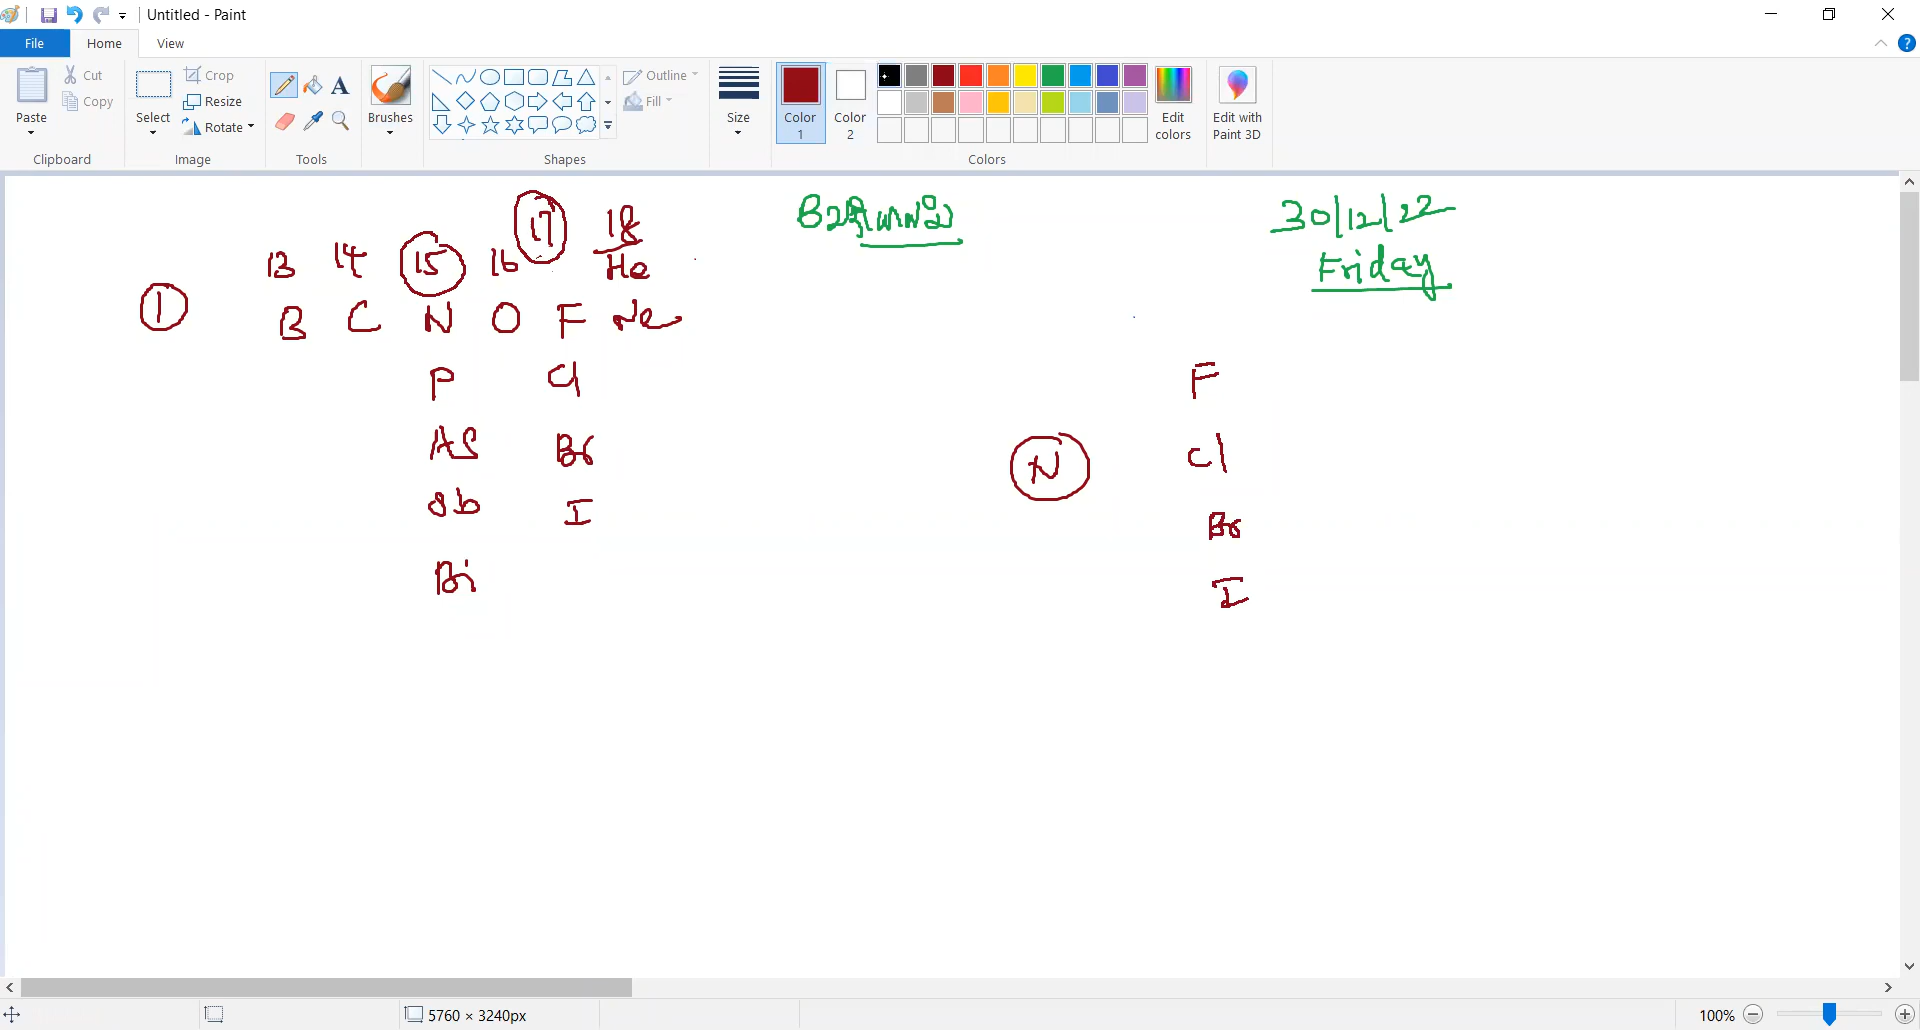 Untitled - Paint
File Home View
Paste
Cut
Copy
Clipboard
Select
Crop
Resize
Rotate
Image
Tools
Brushes
Shapes
Outline
Fill
Size
Color 1
Color 2
Colors
Edit colors
Edit with Paint 3D
30/12/22
Friday
13 14 15 16 17 18
He
1 B C N O F Ne
P Cl
As Br
Sb I
Bi
N
F
Cl
Br
I
5760 × 3240px
100%